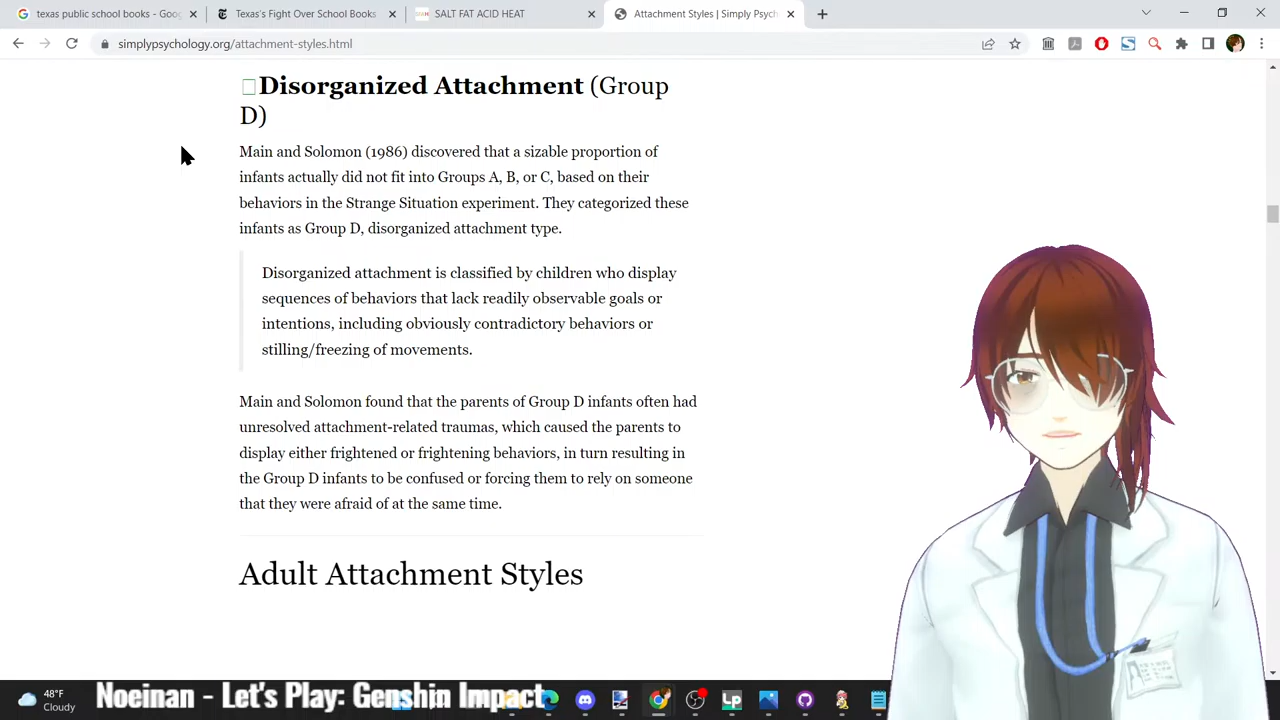 texas public school books - Goog
Texas's Fight Over School Books
SALT FAT ACID HEAT
Attachment Styles | Simply Psych
simplypsychology.org/attachment-styles.html
Disorganized Attachment (Group
D)
Main and Solomon (1986) discovered that a sizable proportion of
infants actually did not fit into Groups A, B, or C, based on their
behaviors in the Strange Situation experiment. They categorized these
infants as Group D, disorganized attachment type.
Disorganized attachment is classified by children who display
sequences of behaviors that lack readily observable goals or
intentions, including obviously contradictory behaviors or
stilling/freezing of movements.
Main and Solomon found that the parents of Group D infants often had
unresolved attachment-related traumas, which caused the parents to
display either frightened or frightening behaviors, in turn resulting in
the Group D infants to be confused or forcing them to rely on someone
that they were afraid of at the same time.
Adult Attachment Styles
48°F
Cloudy
Noeinan - Let's Play: Genshin Impact
LP